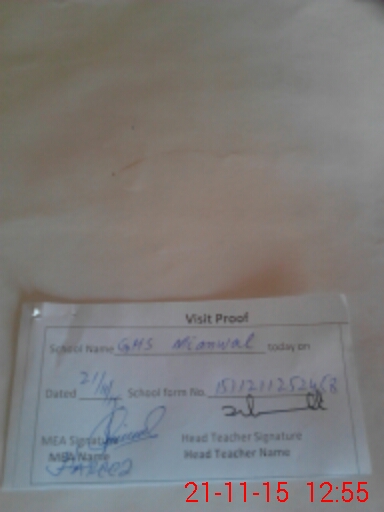 Visit Proof
School Name GHS Mianwal today on
Dated 21/11/15 School form No.
MEA Signature Head Teacher Signature
MEA Name Head Teacher Name
21-11-15 12:55